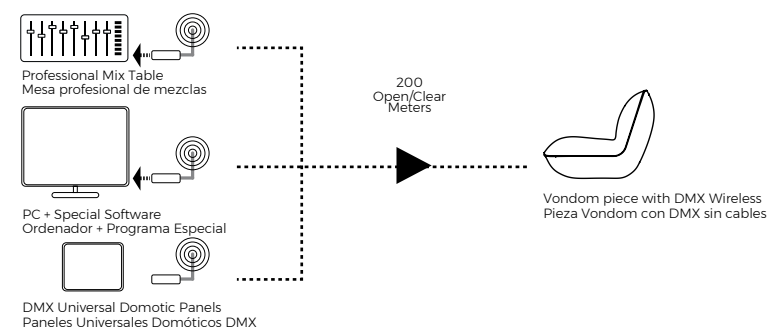 Professional Mix Table
Mesa profesional de mezclas
200
Open/Clear
Meters
PC + Special Software
Ordenador + Programa Especial
Vondom piece with DMX Wireless
Pieza Vondom con DMX sin cables
DMX Universal Domotic Panels
Paneles Universales Domóticos DMX